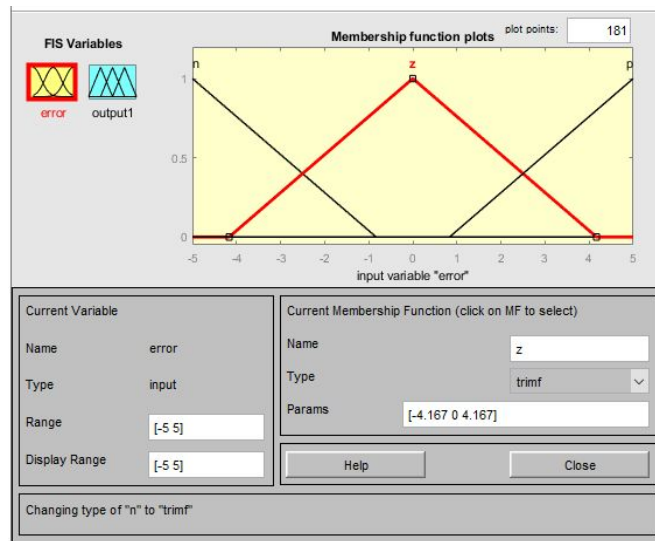 FIS Variables
Membership function plots
plot points:
181
error
output1
n
z
p
1
0.5
0
-5 -4 -3 -2 -1 0 1 2 3 4 5
input variable "error"
Current Variable
Name error
Type input
Range [-5 5]
Display Range [-5 5]
Current Membership Function (click on MF to select)
Name z
Type trimf
Params [-4.167 0 4.167]
Help
Close
Changing type of "n" to "trimf"